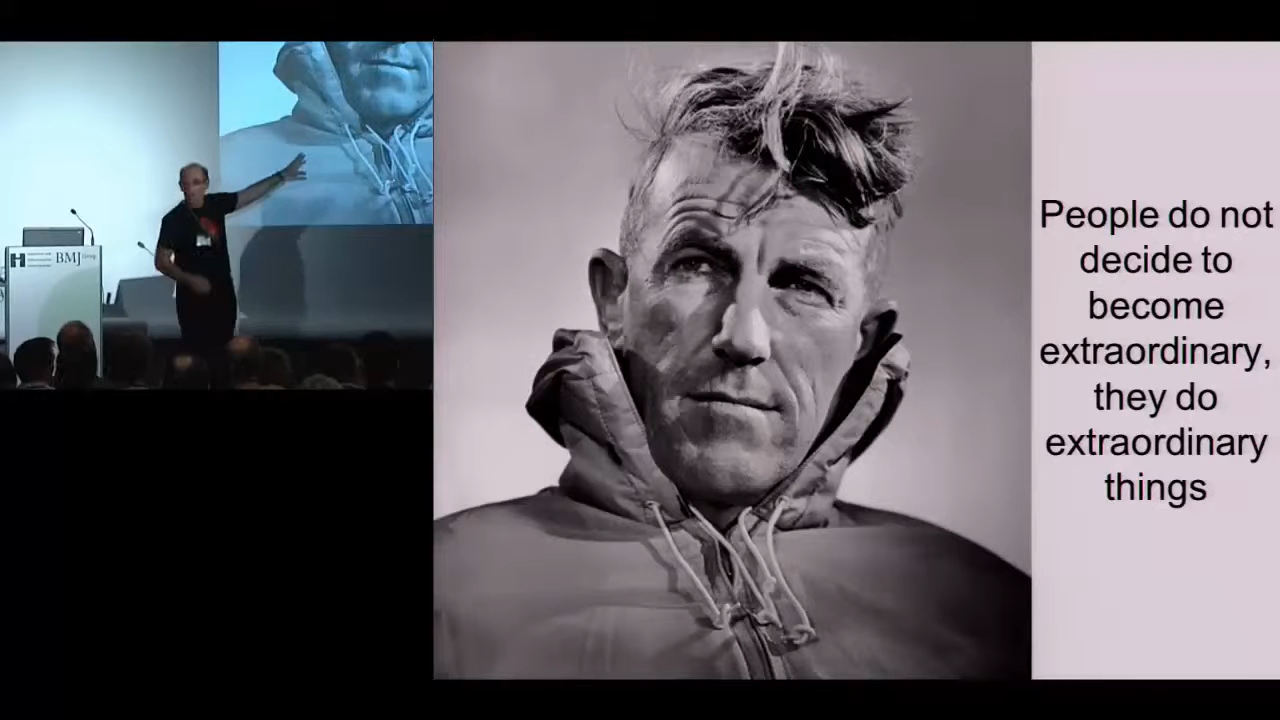 H
BMJ
People do not
decide to
become
extraordinary,
they do
extraordinary
things